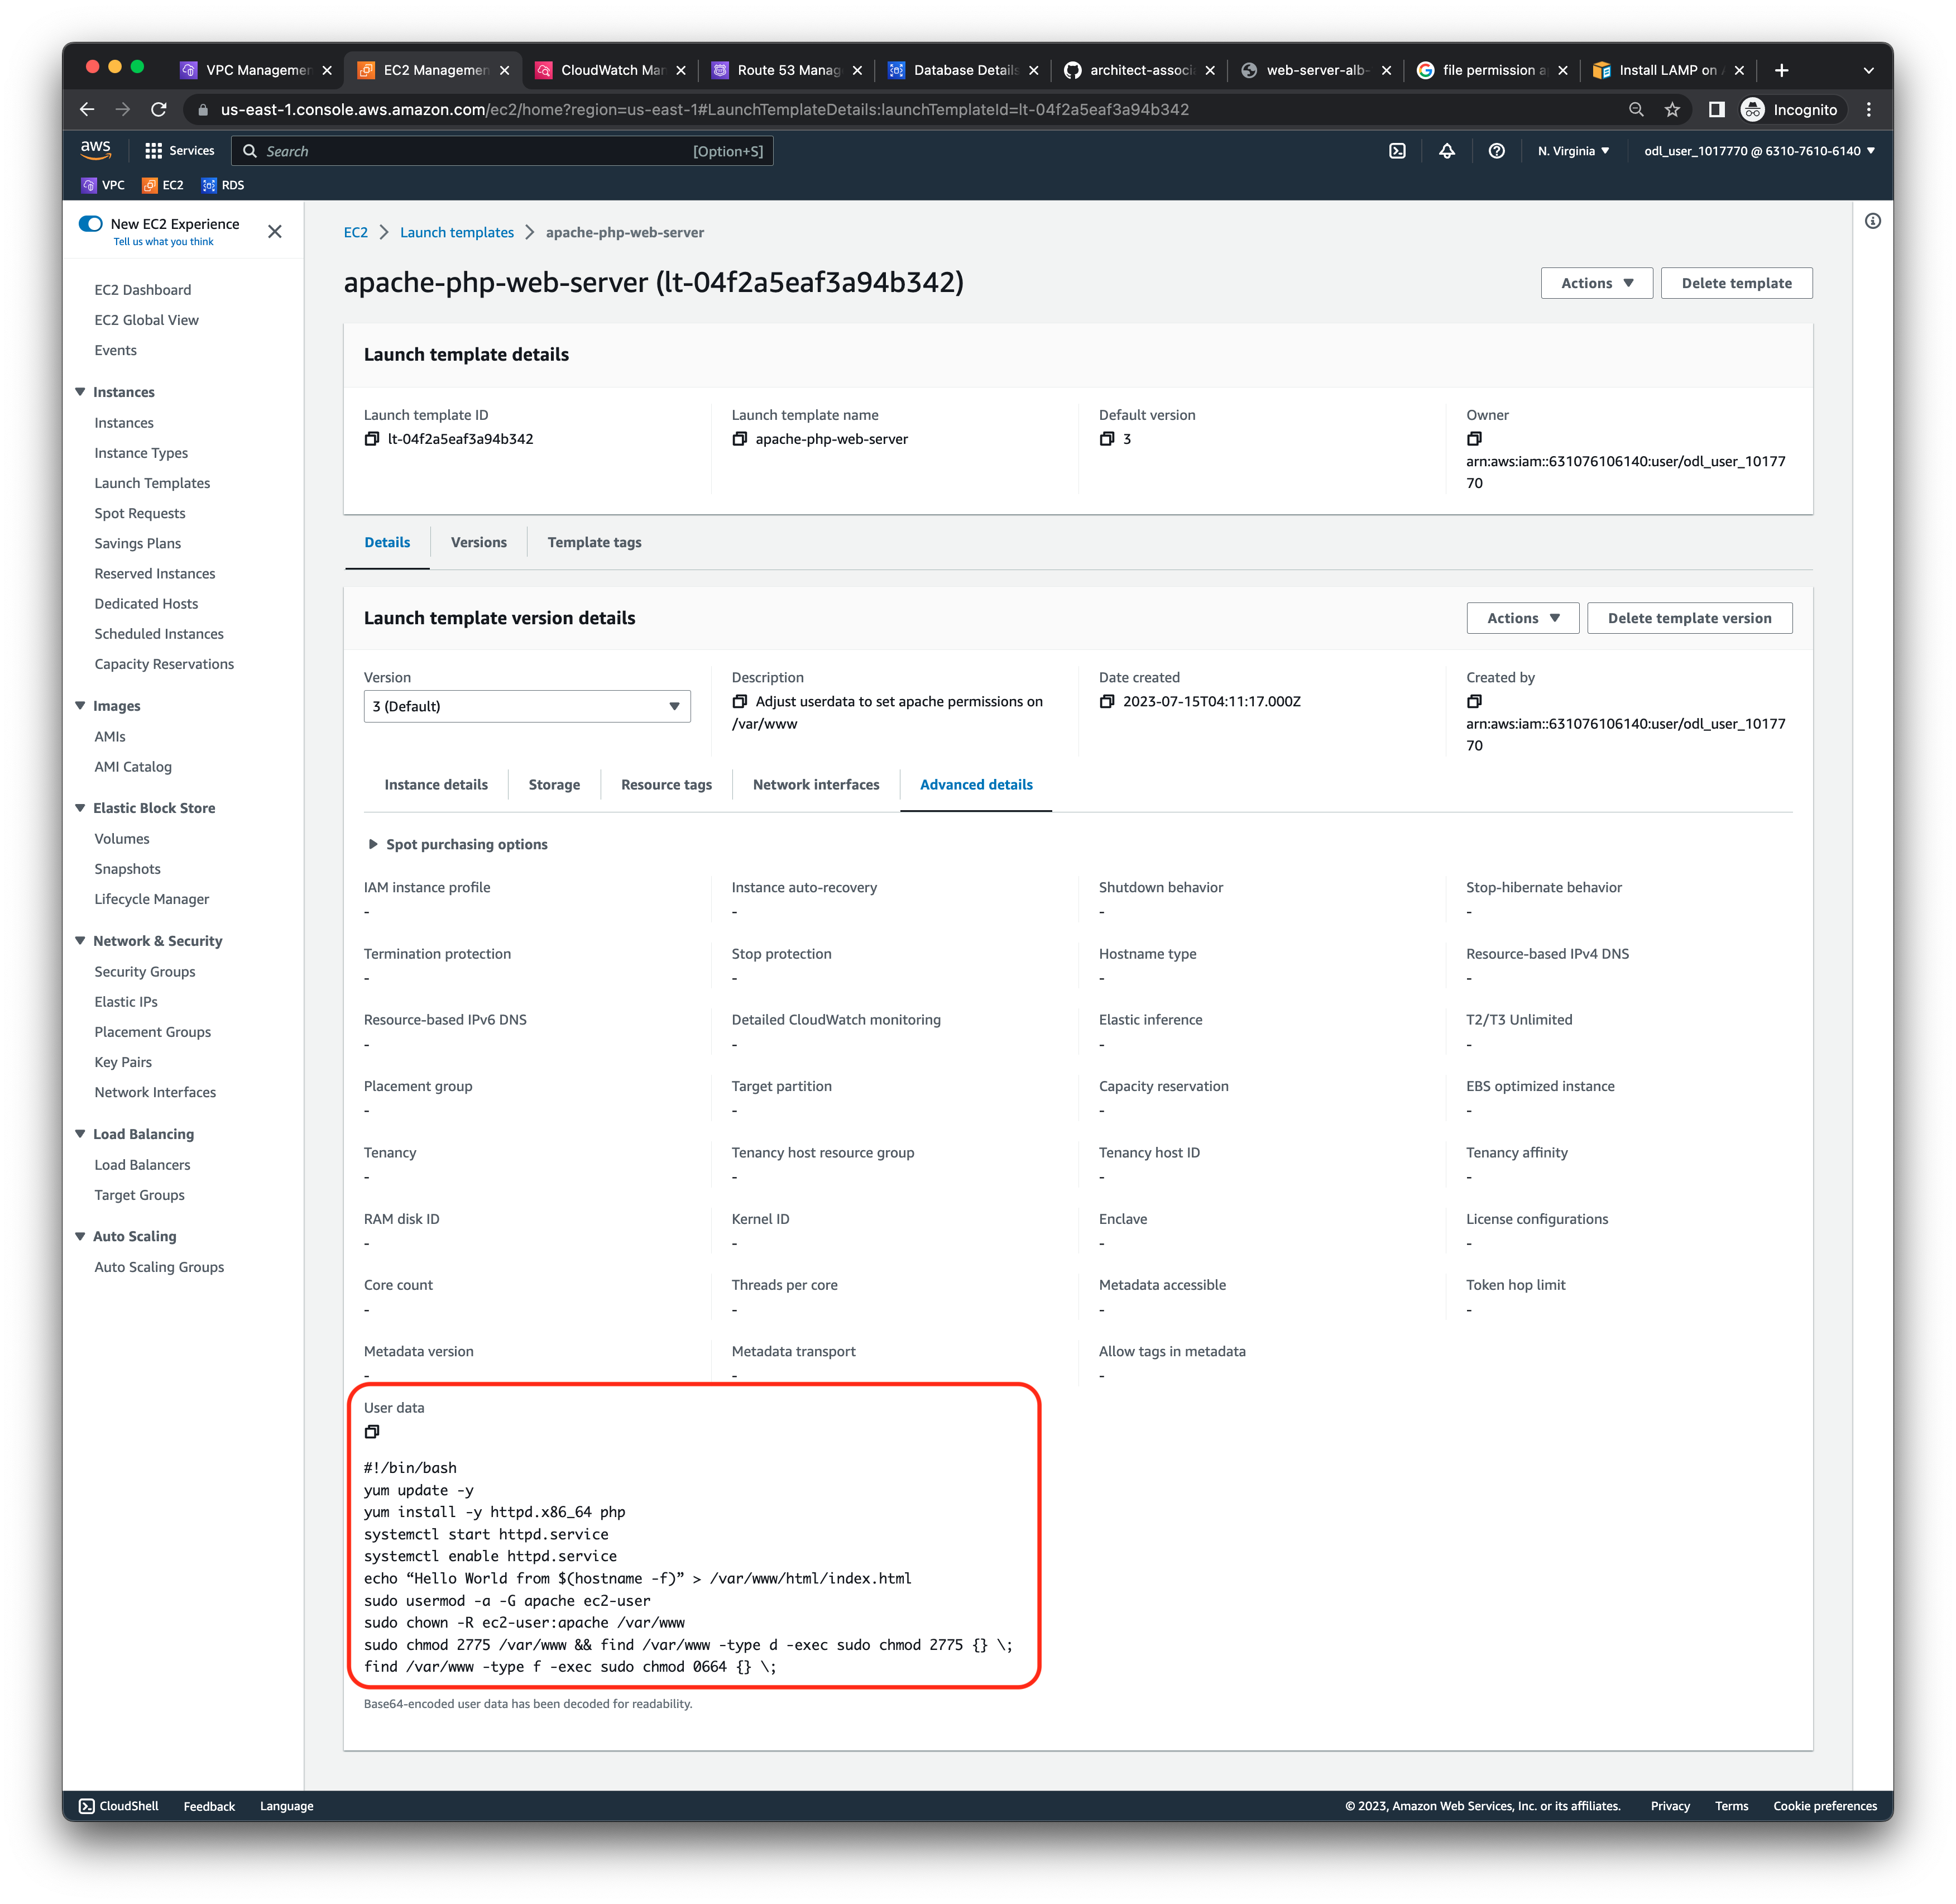 VPC Managemen
EC2 Managemen
CloudWatch Man
Route 53 Manag
Database Details
architect-associa
web-server-alb-
file permission a
Install LAMP on A
us-east-1.console.aws.amazon.com/ec2/home?region=us-east-1#LaunchTemplateDetails:launchTemplateId=lt-04f2a5eaf3a94b342
Incognito
aws
Services
Search
[Option+S]
N. Virginia
odl_user_1017770 @ 6310-7610-6140
VPC
EC2
RDS
New EC2 Experience
Tell us what you think
EC2 Dashboard
EC2 Global View
Events
Instances
Instances
Instance Types
Launch Templates
Spot Requests
Savings Plans
Reserved Instances
Dedicated Hosts
Scheduled Instances
Capacity Reservations
Images
AMIs
AMI Catalog
Elastic Block Store
Volumes
Snapshots
Lifecycle Manager
Network & Security
Security Groups
Elastic IPs
Placement Groups
Key Pairs
Network Interfaces
Load Balancing
Load Balancers
Target Groups
Auto Scaling
Auto Scaling Groups
EC2 > Launch templates > apache-php-web-server
apache-php-web-server (lt-04f2a5eaf3a94b342)
Actions
Delete template
Launch template details
Launch template ID
lt-04f2a5eaf3a94b342
Launch template name
apache-php-web-server
Default version
3
Owner
arn:aws:iam::631076106140:user/odl_user_10177
70
Details
Versions
Template tags
Launch template version details
Actions
Delete template version
Version
3 (Default)
Description
Adjust userdata to set apache permissions on
/var/www
Date created
2023-07-15T04:11:17.000Z
Created by
arn:aws:iam::631076106140:user/odl_user_10177
70
Instance details
Storage
Resource tags
Network interfaces
Advanced details
Spot purchasing options
IAM instance profile
-
Instance auto-recovery
-
Shutdown behavior
-
Stop-hibernate behavior
-
Termination protection
-
Stop protection
-
Hostname type
-
Resource-based IPv4 DNS
-
Resource-based IPv6 DNS
-
Detailed CloudWatch monitoring
-
Elastic inference
-
T2/T3 Unlimited
-
Placement group
-
Target partition
-
Capacity reservation
-
EBS optimized instance
-
Tenancy
-
Tenancy host resource group
-
Tenancy host ID
-
Tenancy affinity
-
RAM disk ID
-
Kernel ID
-
Enclave
-
License configurations
-
Core count
-
Threads per core
-
Metadata accessible
-
Token hop limit
-
Metadata version
-
Metadata transport
-
Allow tags in metadata
-
User data
#!/bin/bash
yum update -y
yum install -y httpd.x86_64 php
systemctl start httpd.service
systemctl enable httpd.service
echo “Hello World from $(hostname -f)” > /var/www/html/index.html
sudo usermod -a -G apache ec2-user
sudo chown -R ec2-user:apache /var/www
sudo chmod 2775 /var/www && find /var/www -type d -exec sudo chmod 2775 {} \;
find /var/www -type f -exec sudo chmod 0664 {} \;
Base64-encoded user data has been decoded for readability.
CloudShell
Feedback
Language
© 2023, Amazon Web Services, Inc. or its affiliates.
Privacy
Terms
Cookie preferences